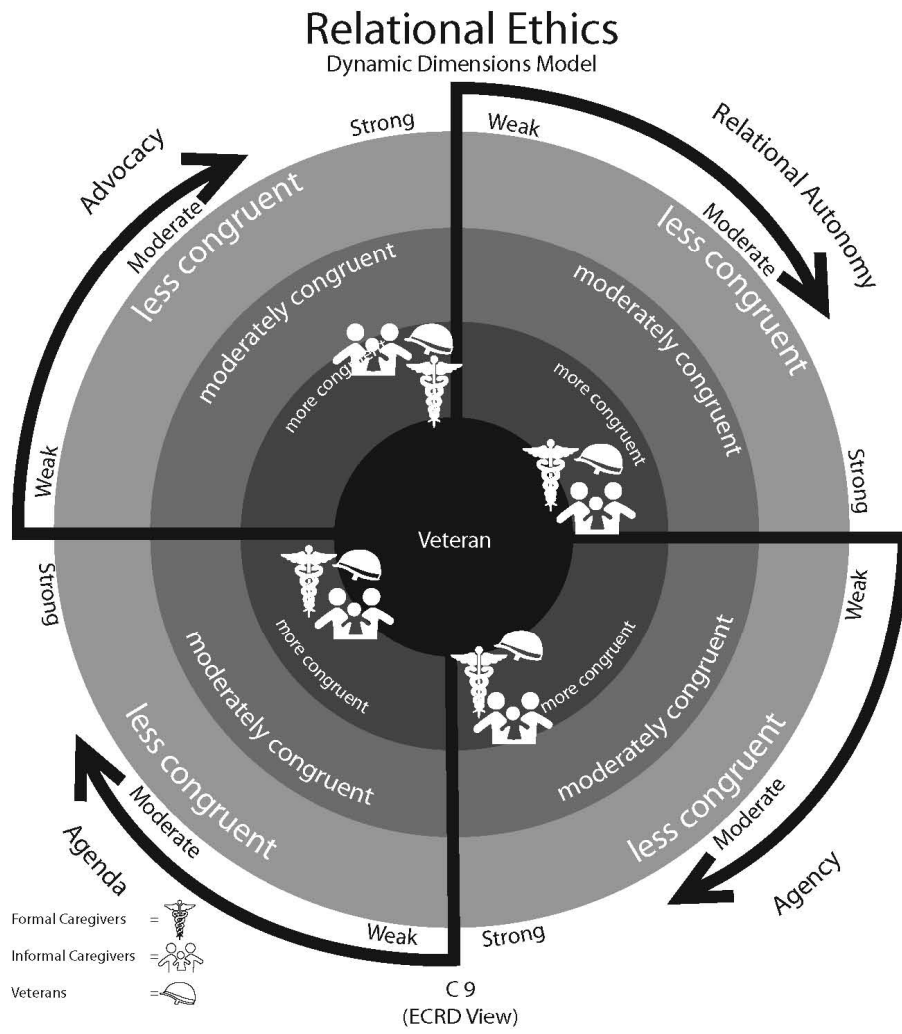 Relational Ethics
Dynamic Dimensions Model
Strong
Weak
Advocacy
Relational Autonomy
Moderate
Moderate
less congruent
less congruent
moderately congruent
moderately congruent
more congruent
more congruent
Weak
Strong
Veteran
Strong
Weak
more congruent
more congruent
moderately congruent
moderately congruent
less congruent
less congruent
Moderate
Moderate
Agenda
Agency
Weak
Strong
Formal Caregivers =
Informal Caregivers =
Veterans =
C 9
(ECRD View)